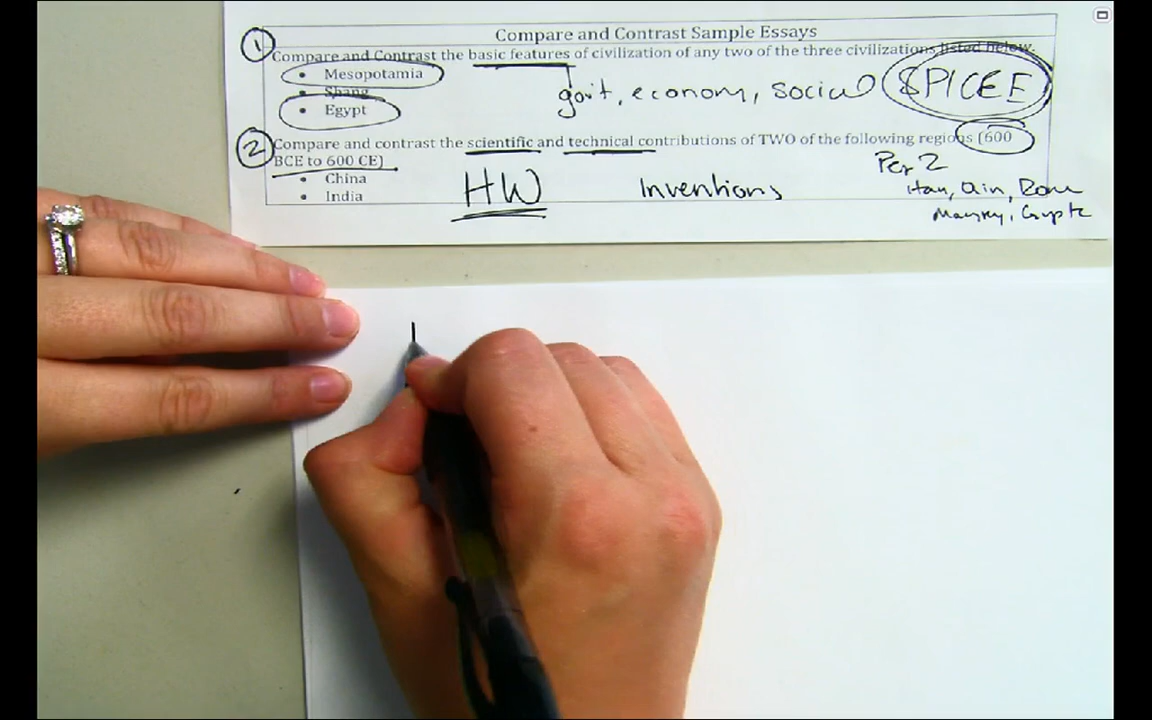 Compare and Contrast Sample Essays
1 Compare and Contrast the basic features of civilization of any two of the three civilizations listed below.
• Mesopotamia
• Shang
• Egypt
gov't, econom, social SPICEE
2 Compare and contrast the scientific and technical contributions of TWO of the following regions (600
BCE to 600 CE)
• China
• India
HW Inventions
Per 2
Han, Qin, Rome